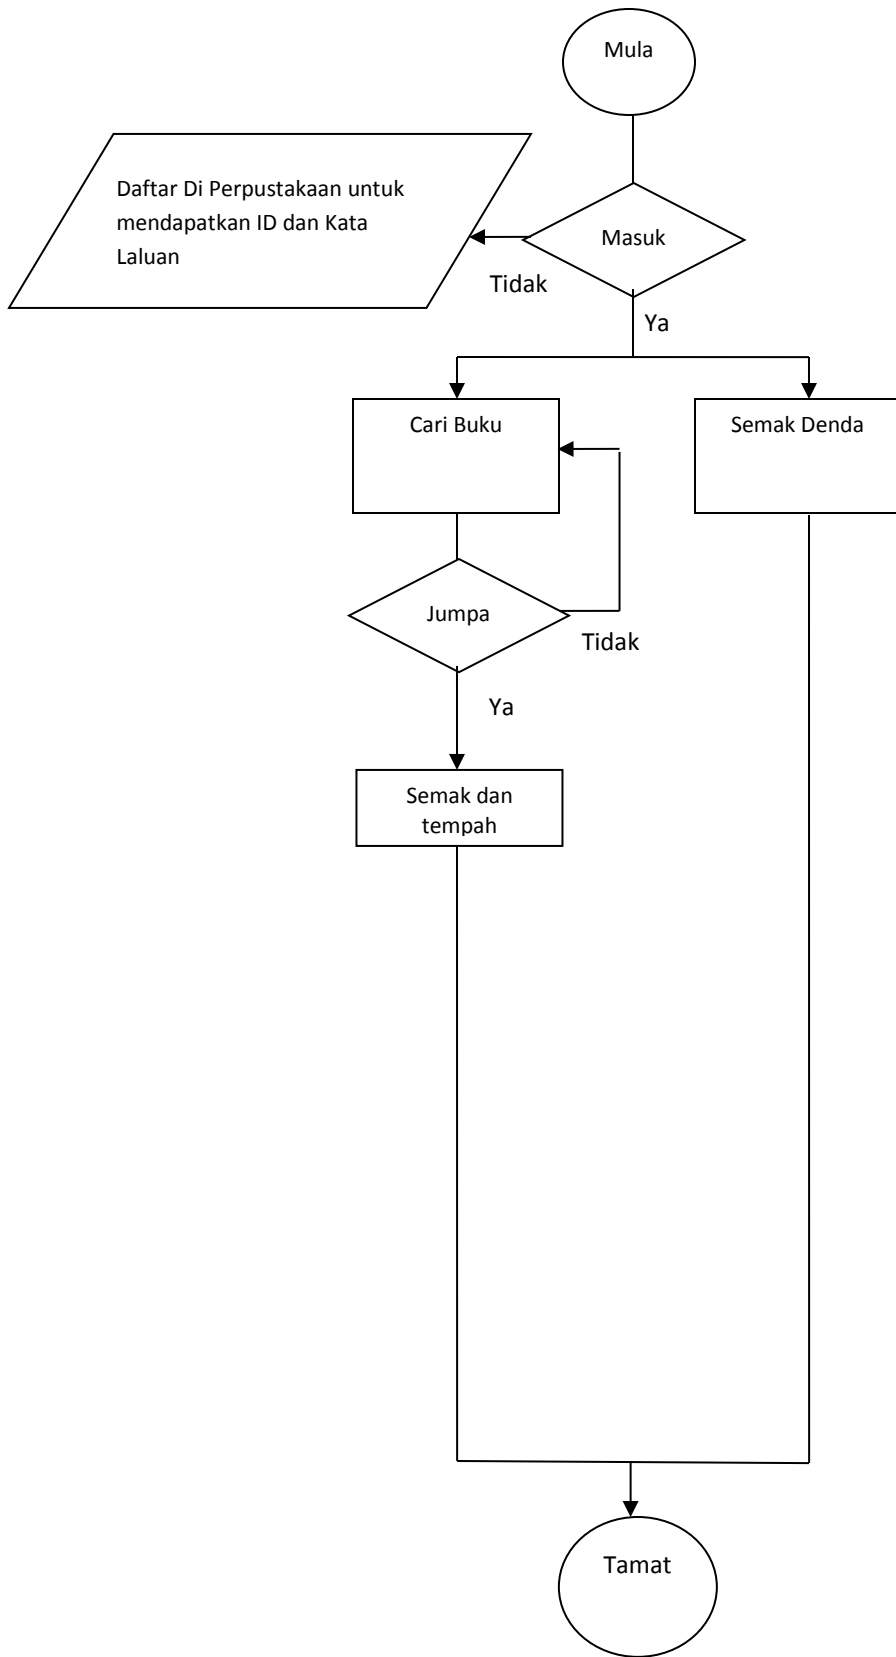 Mula
Daftar Di Perpustakaan untuk
mendapatkan ID dan Kata
Laluan
Masuk
Tidak
Ya
Cari Buku
Semak Denda
Jumpa
Tidak
Ya
Semak dan
tempah
Tamat